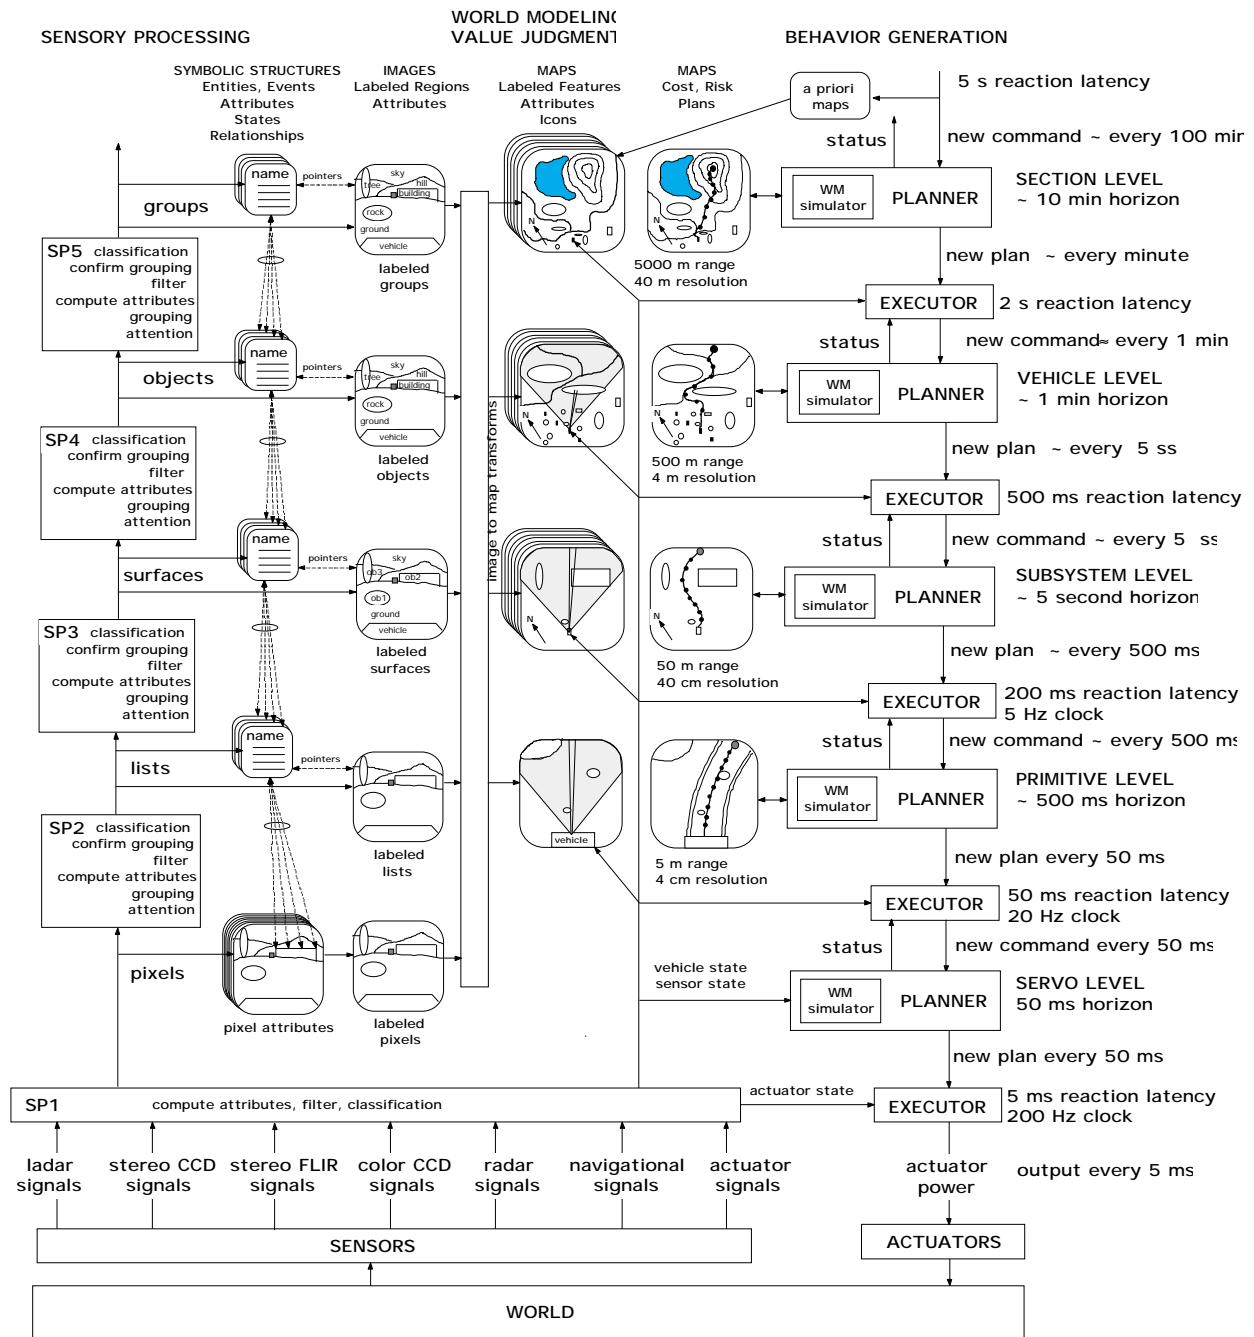 WORLD MODELING
SENSORY PROCESSING
VALUE JUDGMENT
BEHAVIOR GENERATION
SYMBOLIC STRUCTURES
Entities, Events
Attributes
States
Relationships
IMAGES
Labeled Regions
Attributes
MAPS
Labeled Features
Attributes
Icons
MAPS
Cost, Risk
Plans
a priori
maps
5 s reaction latency
status
new command ~ every 100 min
name
pointers
sky
tree
hill
building
rock
ground
vehicle
groups
labeled
groups
N
N
5000 m range
40 m resolution
WM
simulator
PLANNER
SECTION LEVEL
~ 10 min horizon
new plan ~ every minute
SP5 classification
confirm grouping
filter
compute attributes
grouping
attention
EXECUTOR
2 s reaction latency
status
new command≈ every 1 min
name
pointers
sky
tree
hill
building
rock
ground
vehicle
objects
labeled
objects
image to map transforms
N
N
500 m range
4 m resolution
WM
simulator
PLANNER
VEHICLE LEVEL
~ 1 min horizon
new plan ~ every 5 ss
SP4 classification
confirm grouping
filter
compute attributes
grouping
attention
EXECUTOR
500 ms reaction latency
status
new command ~ every 5 ss
name
pointers
sky
ob3
ob2
ob1
ground
vehicle
surfaces
labeled
surfaces
N
N
50 m range
40 cm resolution
WM
simulator
PLANNER
SUBSYSTEM LEVEL
~ 5 second horizon
new plan ~ every 500 ms
SP3 classification
confirm grouping
filter
compute attributes
grouping
attention
EXECUTOR
200 ms reaction latency
5 Hz clock
status
new command ~ every 500 ms
name
pointers
lists
labeled
lists
vehicle
5 m range
4 cm resolution
WM
simulator
PLANNER
PRIMITIVE LEVEL
~ 500 ms horizon
new plan every 50 ms
SP2 classification
confirm grouping
filter
compute attributes
grouping
attention
EXECUTOR
50 ms reaction latency
20 Hz clock
status
new command every 50 ms
pixels
pixel attributes
labeled
pixels
vehicle state
sensor state
WM
simulator
PLANNER
SERVO LEVEL
50 ms horizon
new plan every 50 ms
SP1 compute attributes, filter, classification
actuator state
EXECUTOR
5 ms reaction latency
200 Hz clock
ladar
signals
stereo CCD
signals
stereo FLIR
signals
color CCD
signals
radar
signals
navigational
signals
actuator
signals
actuator
power
output every 5 ms
SENSORS
ACTUATORS
WORLD